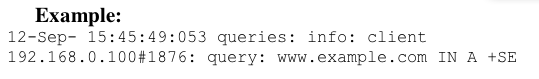 Example:
12-Sep- 15:45:49:053 queries: info: client
192.168.0.100#1876: query: www.example.com IN A +SE